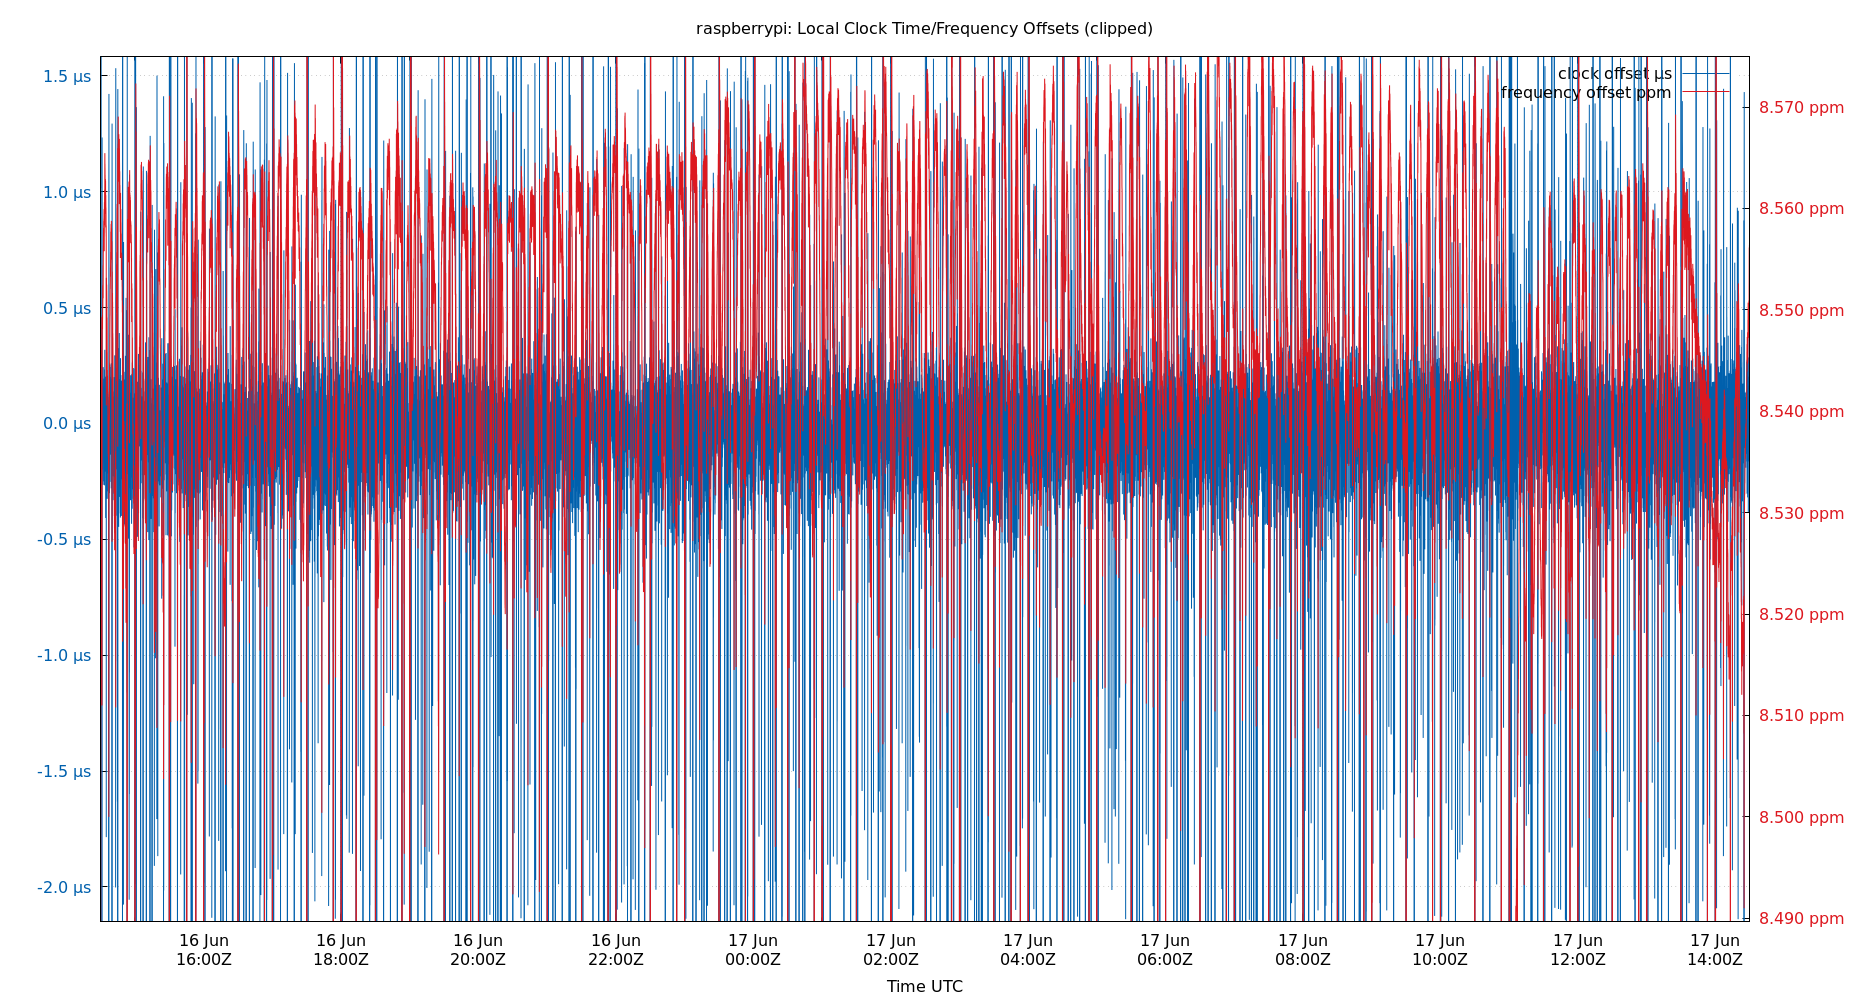 raspberrypi: Local Clock Time/Frequency Offsets (clipped)
clock offset µs
frequency offset ppm
1.5 µs
1.0 µs
0.5 µs
0.0 µs
-0.5 µs
-1.0 µs
-1.5 µs
-2.0 µs
8.570 ppm
8.560 ppm
8.550 ppm
8.540 ppm
8.530 ppm
8.520 ppm
8.510 ppm
8.500 ppm
8.490 ppm
16 Jun 16 Jun 16 Jun 16 Jun 17 Jun 17 Jun 17 Jun 17 Jun 17 Jun 17 Jun 17 Jun 17 Jun
16:00Z 18:00Z 20:00Z 22:00Z 00:00Z 02:00Z 04:00Z 06:00Z 08:00Z 10:00Z 12:00Z 14:00Z
Time UTC